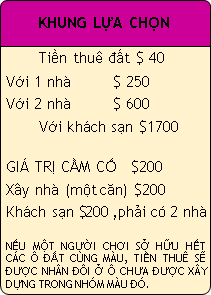 KHUNG LỰA CHỌN
Tiền thuê đất $ 40
Với 1 nhà $ 250
Với 2 nhà $ 600
Với khách sạn $1700
GIÁ TRỊ CẦM CỐ $200
Xây nhà (một căn) $200
Khách sạn $200 ,phải có 2 nhà
NẾU MỘT NGƯỜI CHƠI SỞ HỮU HẾT
CÁC Ô ĐẤT CÙNG MÀU, TIỀN THUÊ SẼ
ĐƯỢC NHÂN ĐÔI Ở Ô CHƯA ĐƯỢC XÂY
DỰNG TRONG NHÓM MÀU ĐÓ.